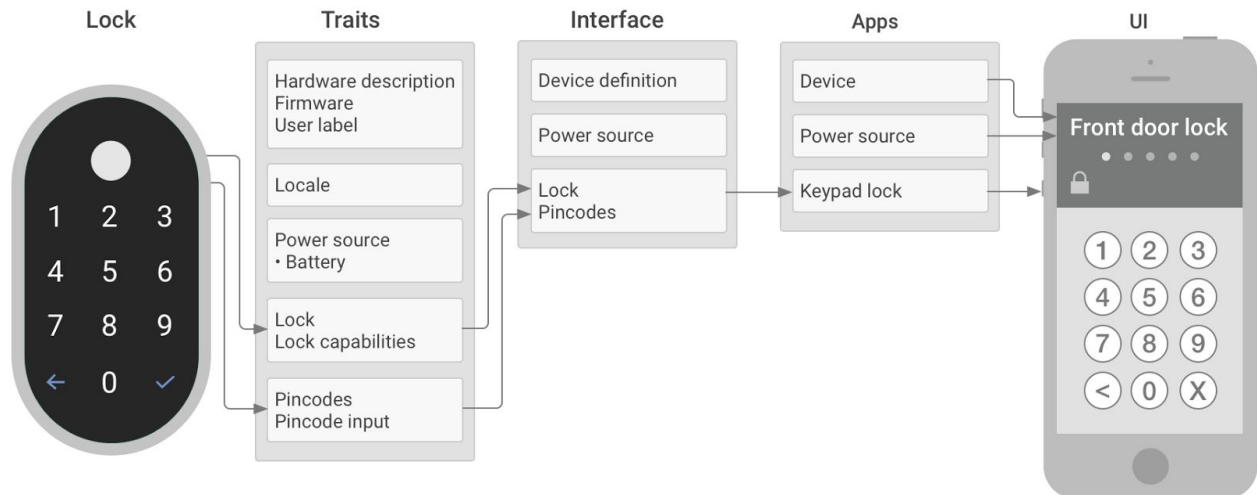 Lock
Traits
Interface
Apps
UI
1 2 3
4 5 6
7 8 9
← 0 ✓
Hardware description
Firmware
User label
Locale
Power source
• Battery
Lock
Lock capabilities
Pincodes
Pincode input
Device definition
Power source
Lock
Pincodes
Device
Power source
Keypad lock
Front door lock
1 2 3
4 5 6
7 8 9
< 0 X